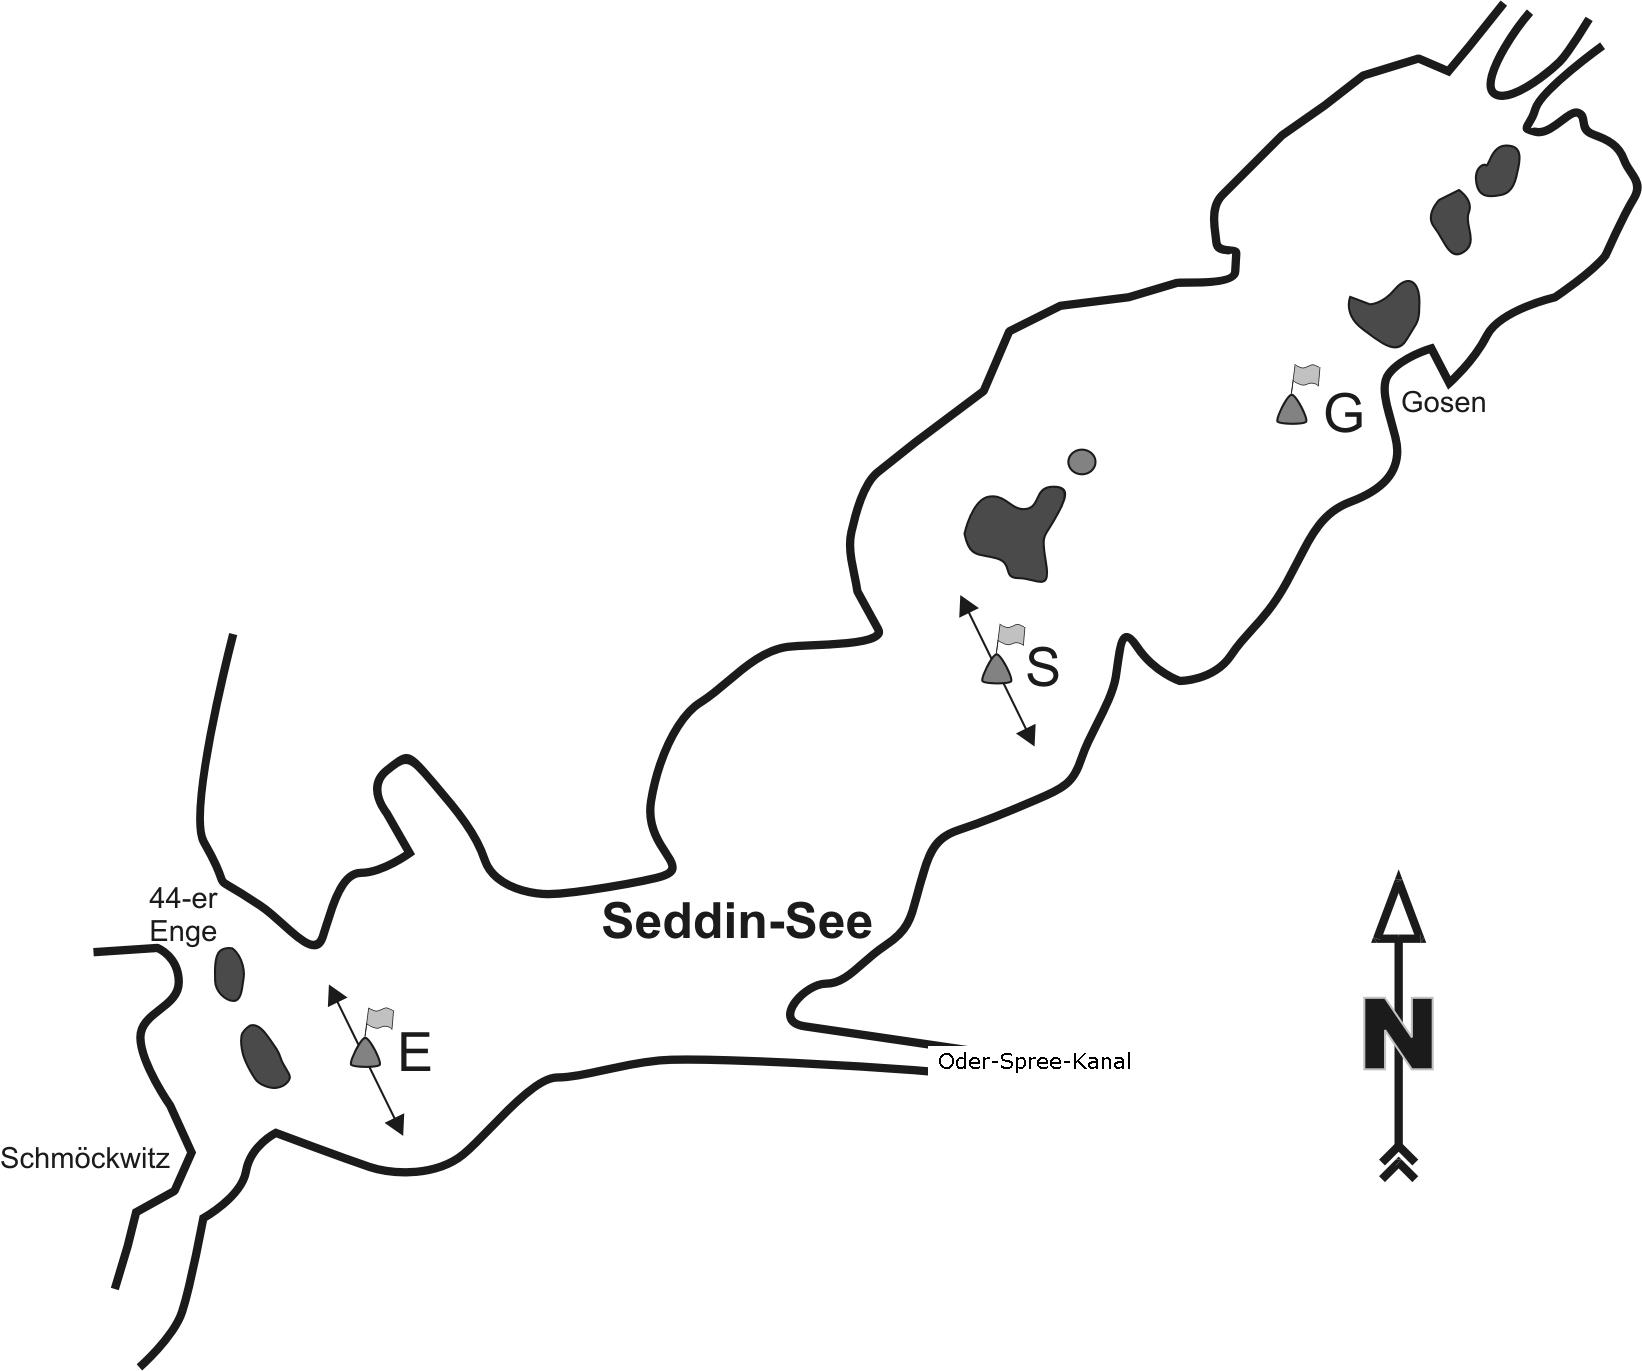 G
Gosen
S
44-er
Enge
Seddin-See
E
Oder-Spree-Kanal
N
Schmöckwitz